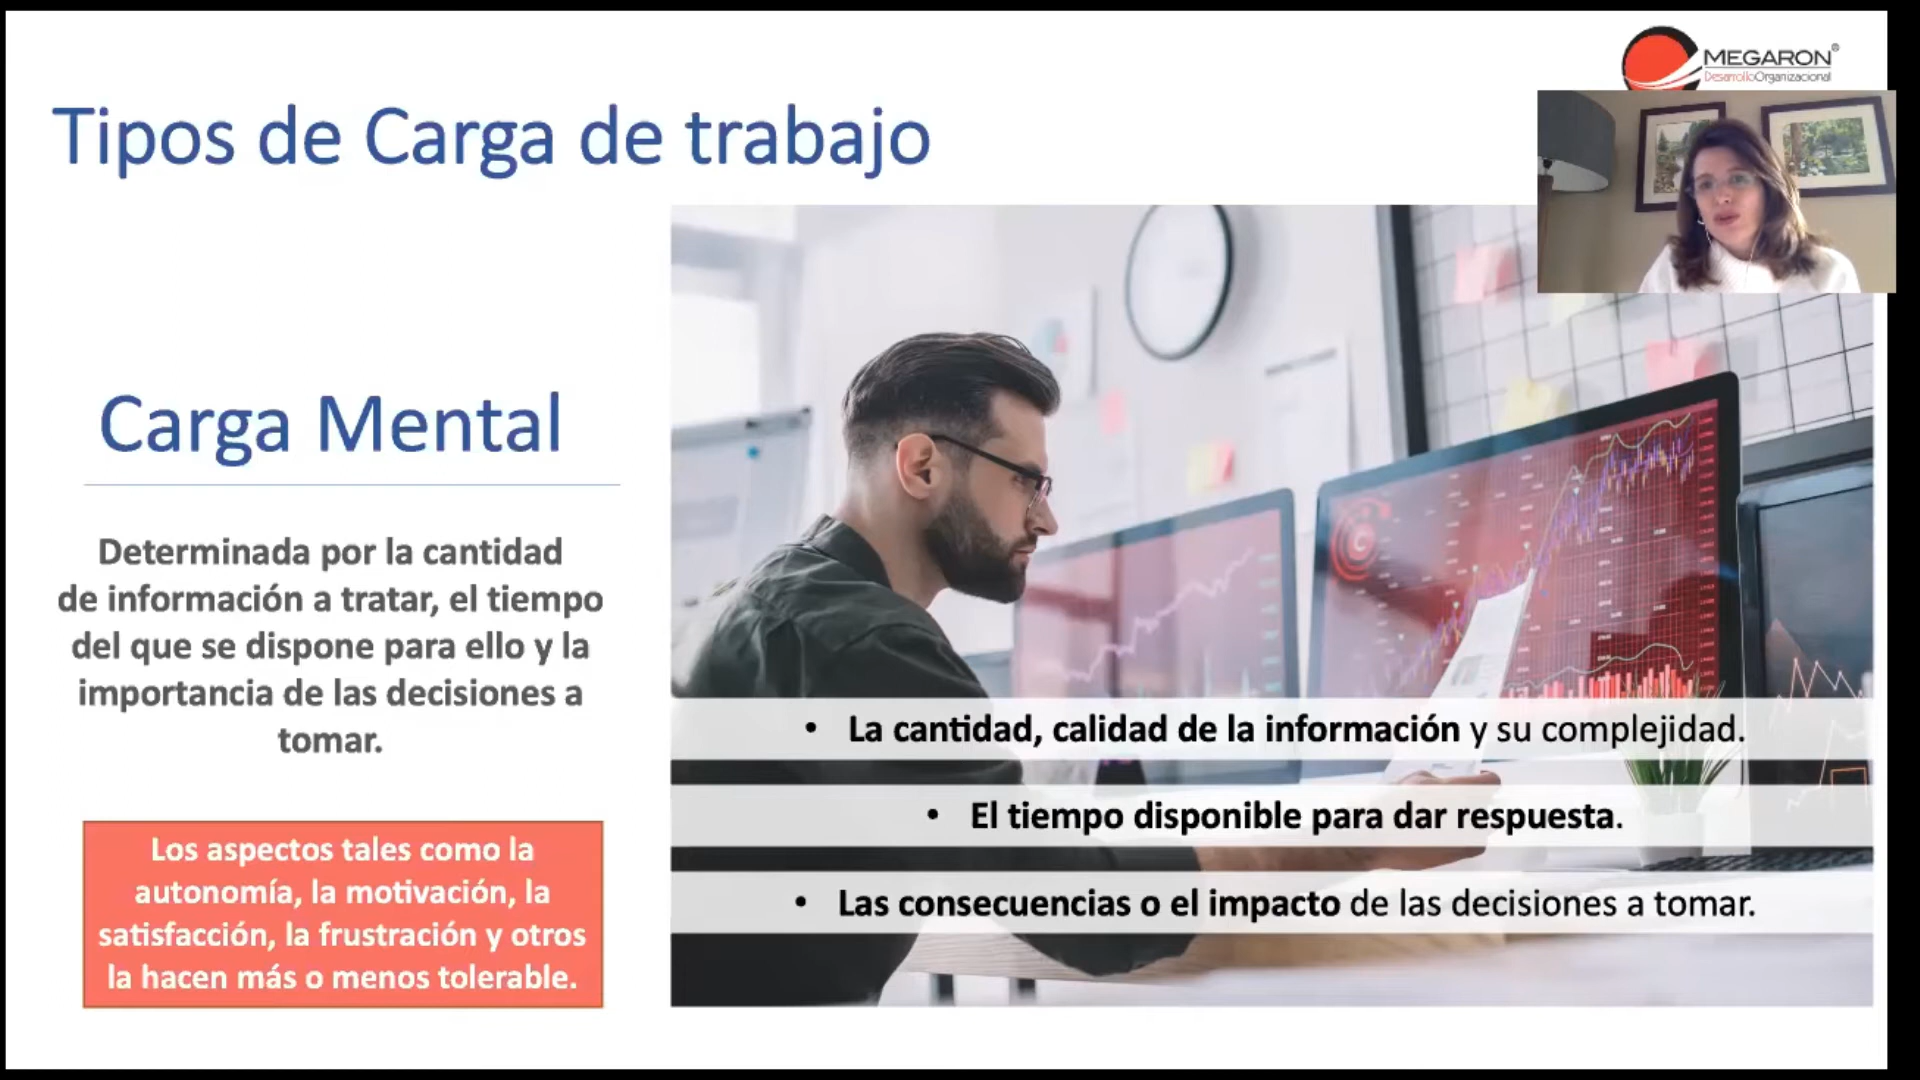 MEGARON®
DesarrolloOrganizacional
Tipos de Carga de trabajo
Carga Mental
Determinada por la cantidad
de información a tratar, el tiempo
del que se dispone para ello y la
importancia de las decisiones a
tomar.
Los aspectos tales como la
autonomía, la motivación, la
satisfacción, la frustración y otros
la hacen más o menos tolerable.
• La cantidad, calidad de la información y su complejidad.
• El tiempo disponible para dar respuesta.
• Las consecuencias o el impacto de las decisiones a tomar.